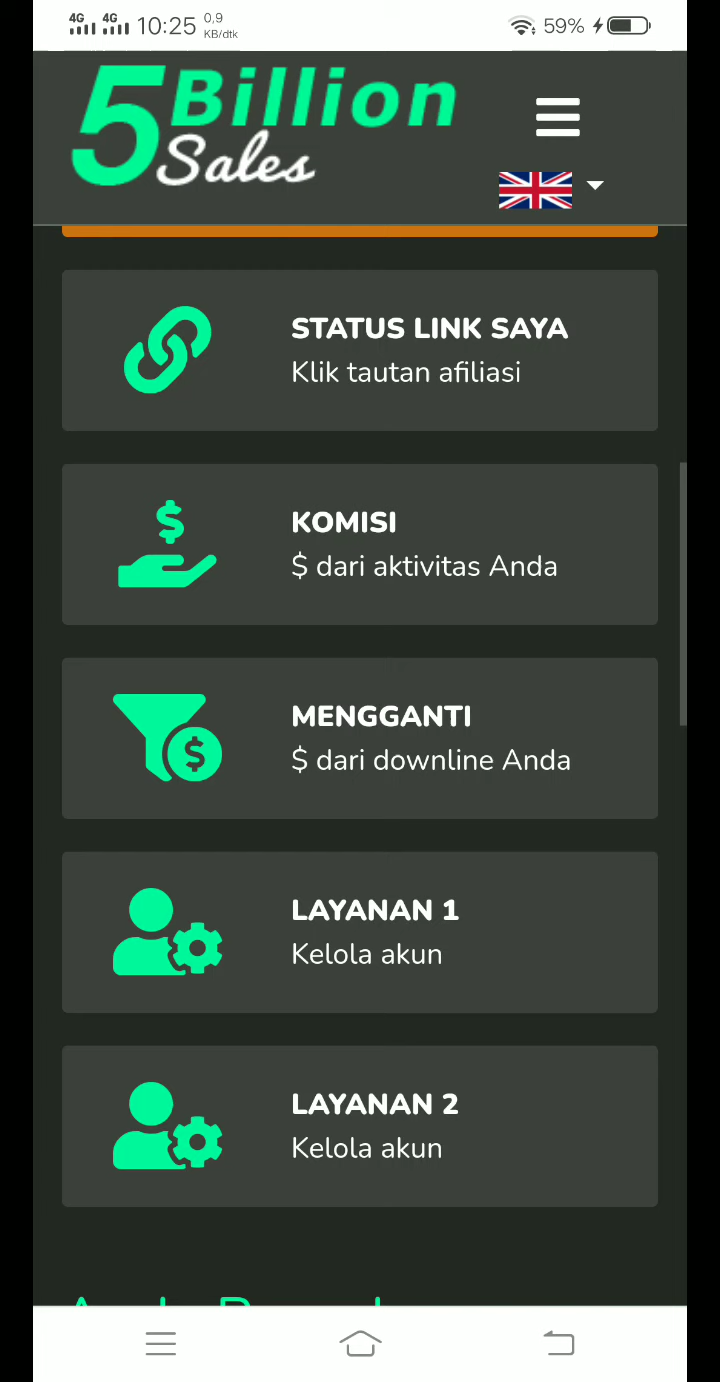 4G 4G 10:25 0,9 KB/dtk 59%
5 Billion
Sales
STATUS LINK SAYA
Klik tautan afiliasi
KOMISI
$ dari aktivitas Anda
MENGGANTI
$ dari downline Anda
LAYANAN 1
Kelola akun
LAYANAN 2
Kelola akun